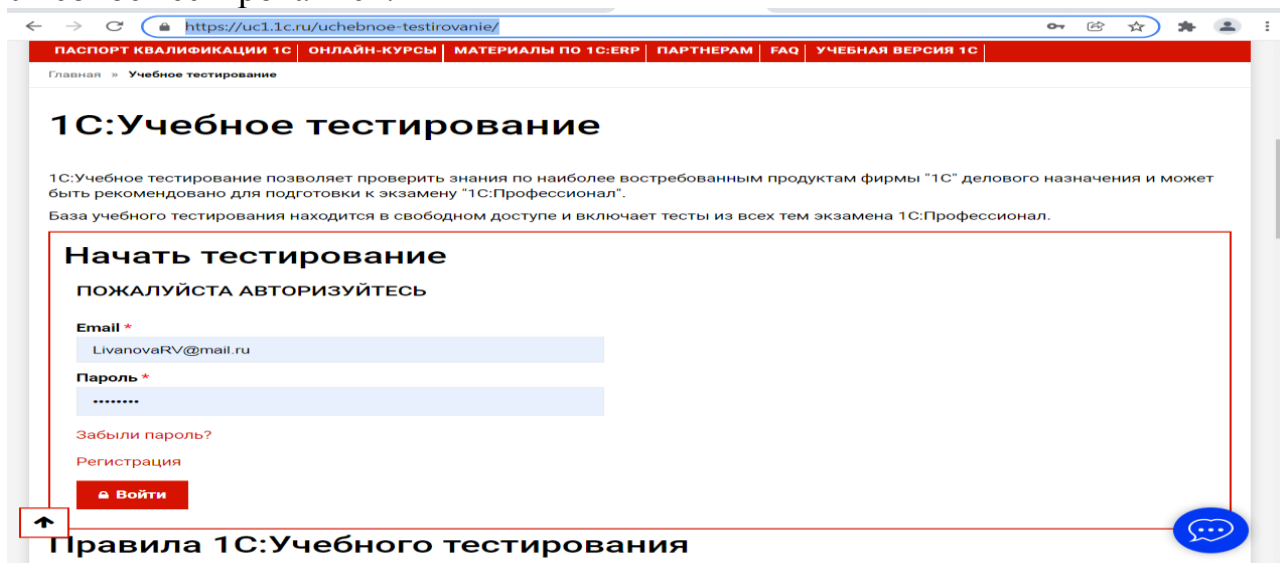 https://uc1.1c.ru/uchebnoe-testirovanie/
ПАСПОРТ КВАЛИФИКАЦИИ 1С | ОНЛАЙН-КУРСЫ | МАТЕРИАЛЫ ПО 1С:ERP | ПАРТНЕРАМ | FAQ | УЧЕБНАЯ ВЕРСИЯ 1С |
Главная » Учебное тестирование
1С:Учебное тестирование
1С:Учебное тестирование позволяет проверить знания по наиболее востребованным продуктам фирмы "1С" делового назначения и может
быть рекомендовано для подготовки к экзамену "1С:Профессионал".
База учебного тестирования находится в свободном доступе и включает тесты из всех тем экзамена 1С:Профессионал.
Начать тестирование
ПОЖАЛУЙСТА АВТОРИЗУЙТЕСЬ
Email *
LivanovaRV@mail.ru
Пароль *
••••••••
Забыли пароль?
Регистрация
Войти
Правила 1С:Учебного тестирования